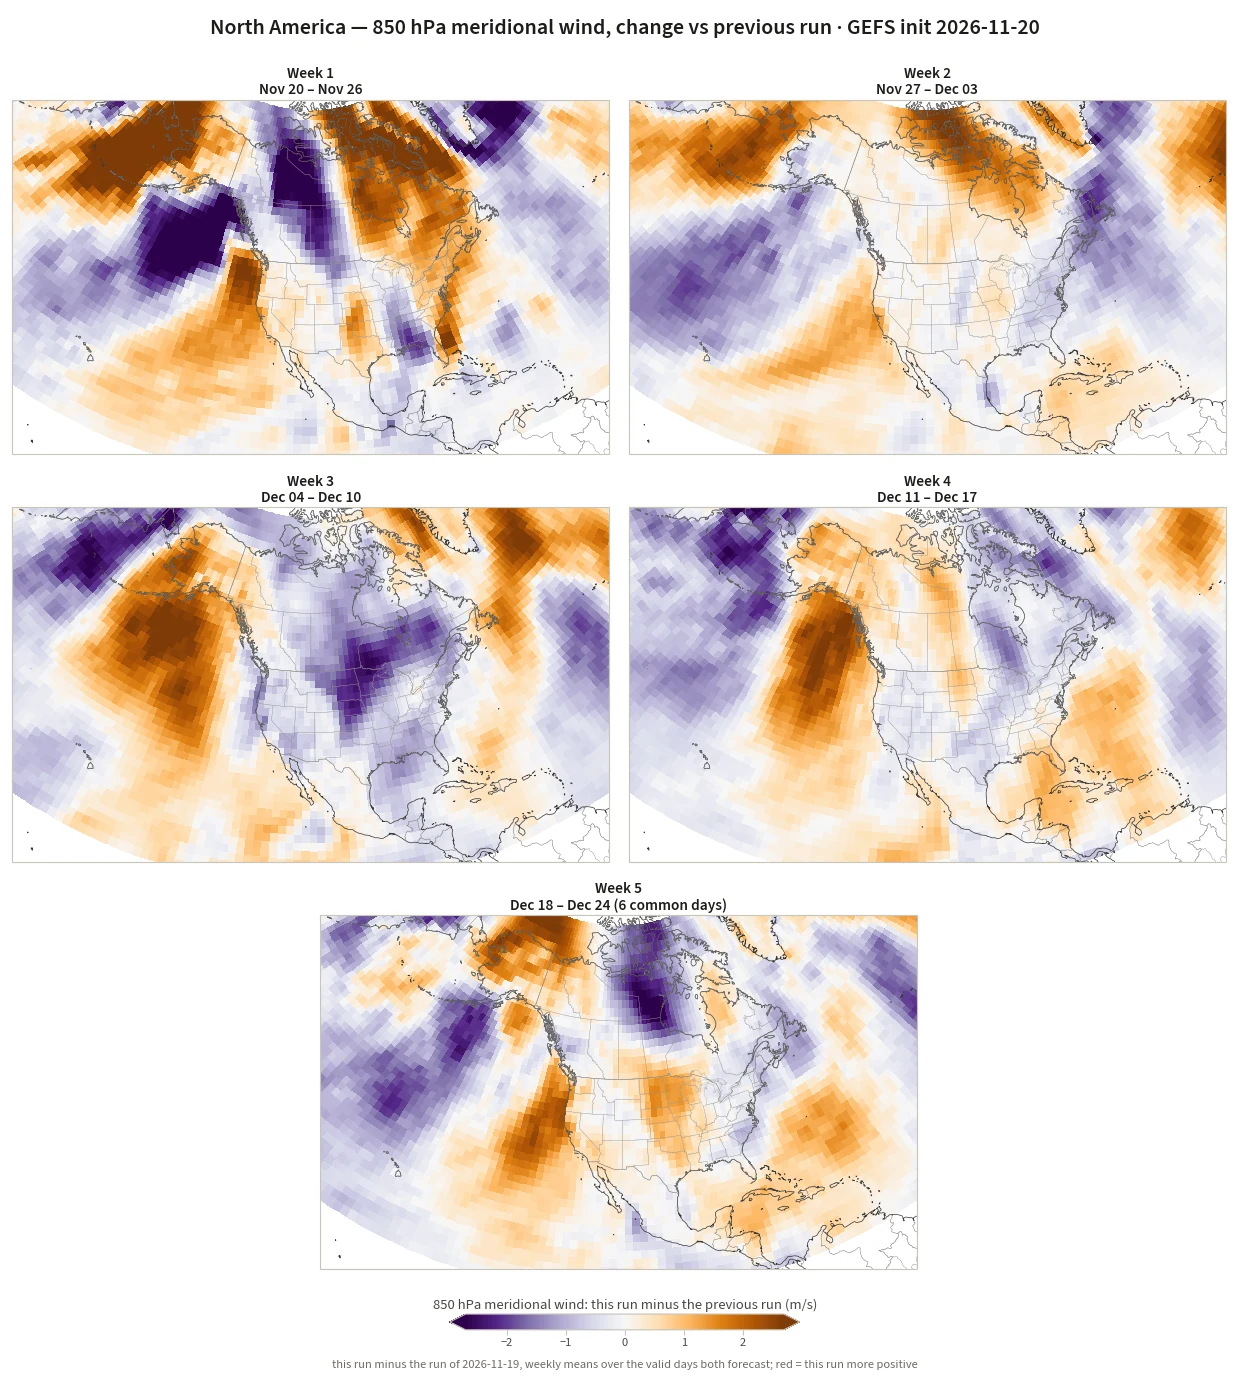 North America — 850 hPa meridional wind, change vs previous run · GEFS init 2026-11-20
Week 1
Nov 20 – Nov 26
Week 2
Nov 27 – Dec 03
Week 3
Dec 04 – Dec 10
Week 4
Dec 11 – Dec 17
Week 5
Dec 18 – Dec 24 (6 common days)
850 hPa meridional wind: this run minus the previous run (m/s)
−2 −1 0 1 2
this run minus the run of 2026-11-19, weekly means over the valid days both forecast; red = this run more positive